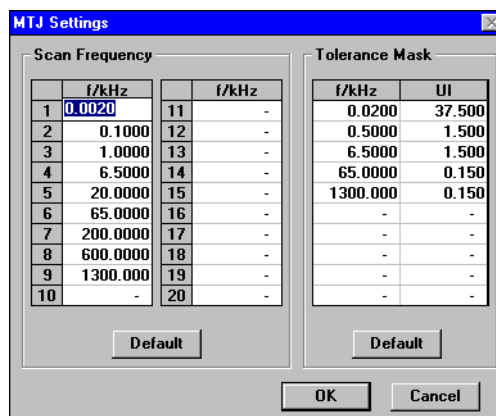 MTJ Settings
Scan Frequency
f/kHz f/kHz
1 0.0020 11 -
2 0.1000 12 -
3 1.0000 13 -
4 6.5000 14 -
5 20.0000 15 -
6 65.0000 16 -
7 200.0000 17 -
8 600.0000 18 -
9 1300.000 19 -
10 - 20 -
Default
Tolerance Mask
f/kHz UI
0.0200 37.500
0.5000 1.500
6.5000 1.500
65.0000 0.150
1300.000 0.150
- -
- -
- -
- -
- -
Default
OK Cancel